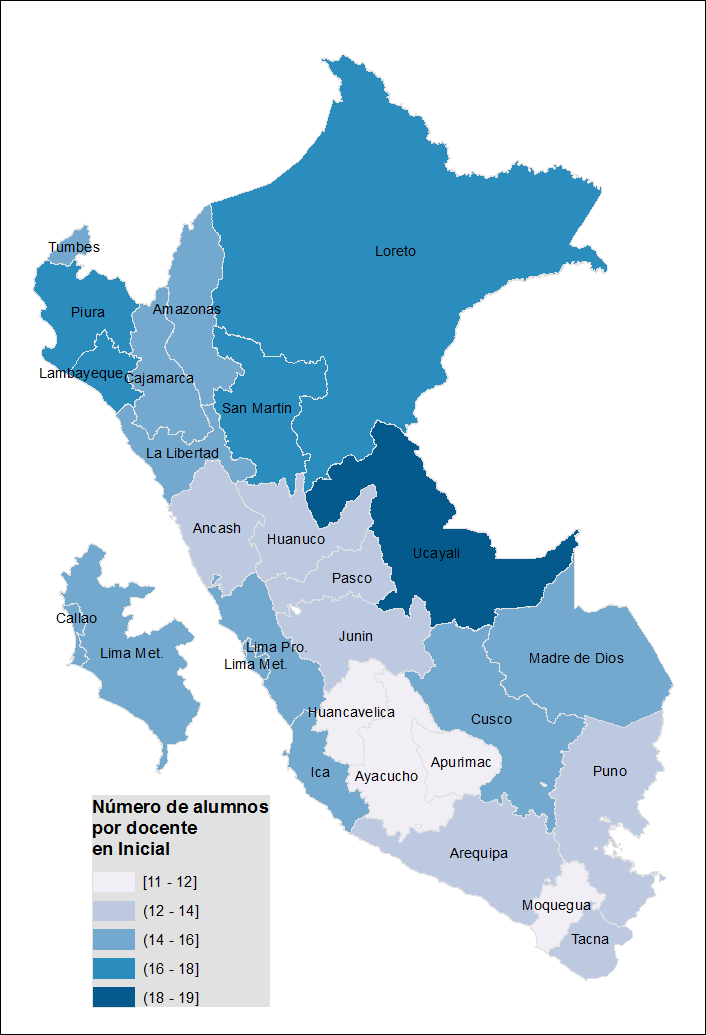 Loreto
Tumbes
Piura
Amazonas
Lambayeque
Cajamarca
San Martin
La Libertad
Ancash
Huanuco
Ucayali
Pasco
Callao
Junin
Lima Pro.
Lima Met.
Lima Met.
Madre de Dios
Huancavelica
Cusco
Ica
Ayacucho
Apurimac
Puno
Arequipa
Moquegua
Tacna
Número de alumnos
por docente
en Inicial
[11 - 12]
(12 - 14]
(14 - 16]
(16 - 18]
(18 - 19]